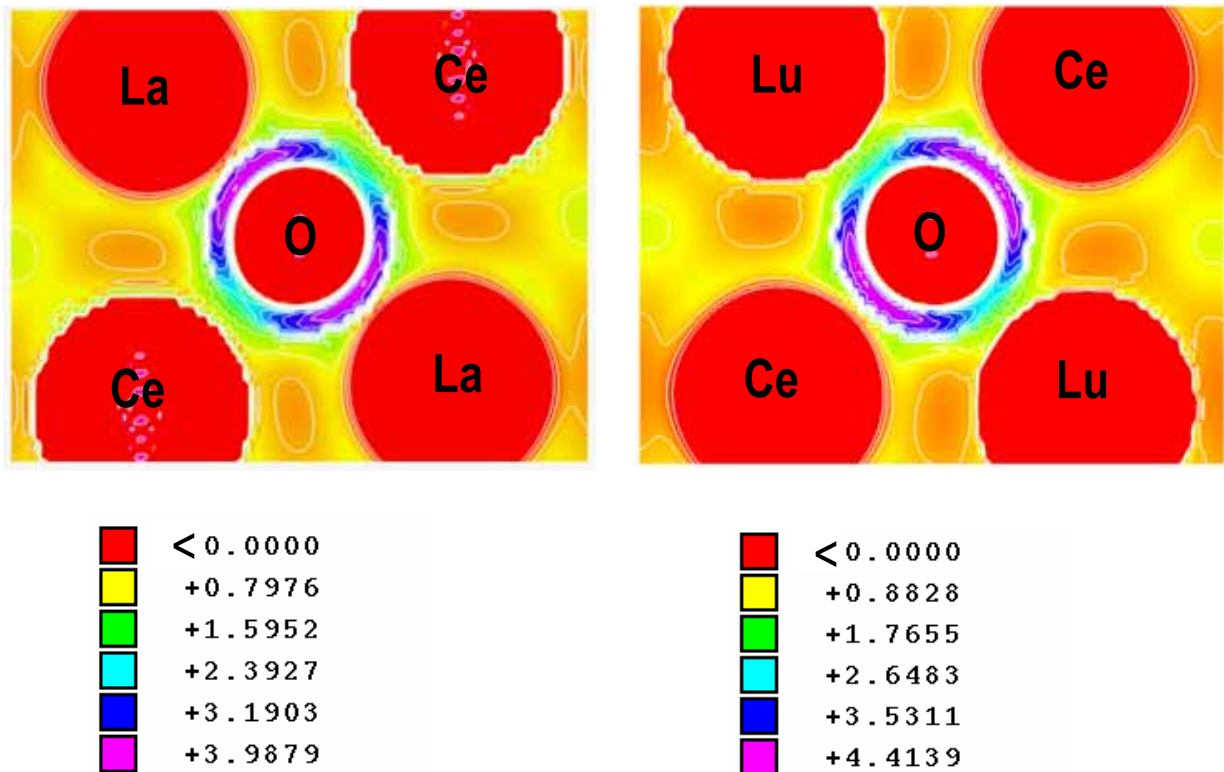 La
Ce
O
Ce
La
Lu
Ce
O
Ce
Lu
<0.0000
+0.7976
+1.5952
+2.3927
+3.1903
+3.9879
<0.0000
+0.8828
+1.7655
+2.6483
+3.5311
+4.4139